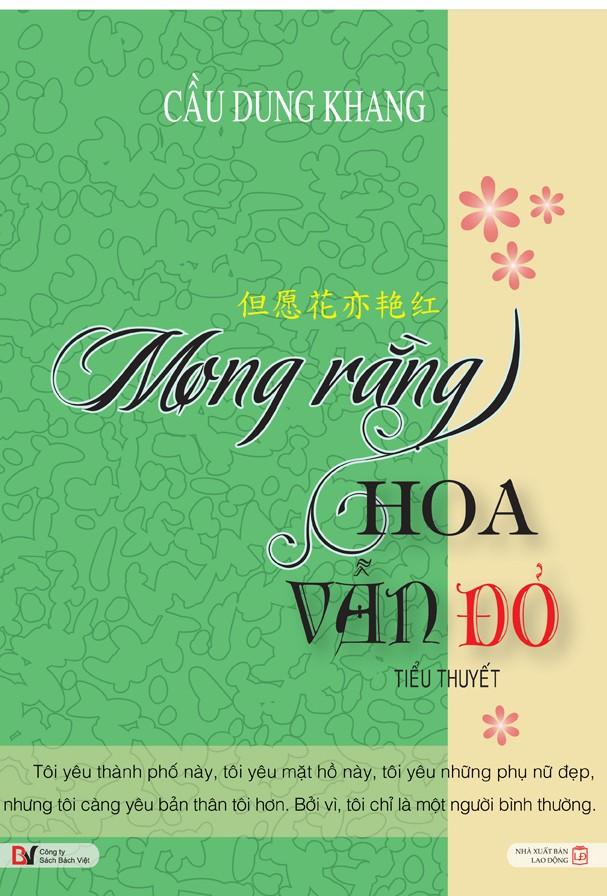 CẦU DUNG KHANG
但愿花亦艳红
Mong rằng
HOA
VẪN ĐỎ
TIỂU THUYẾT
Tôi yêu thành phố này, tôi yêu mặt hồ này, tôi yêu những phụ nữ đẹp,
nhưng tôi càng yêu bản thân tôi hơn. Bởi vì, tôi chỉ là một người bình thường.
BV
Công ty
Sách Bách Việt
NHÀ XUẤT BẢN
LAO ĐỘNG
LĐ